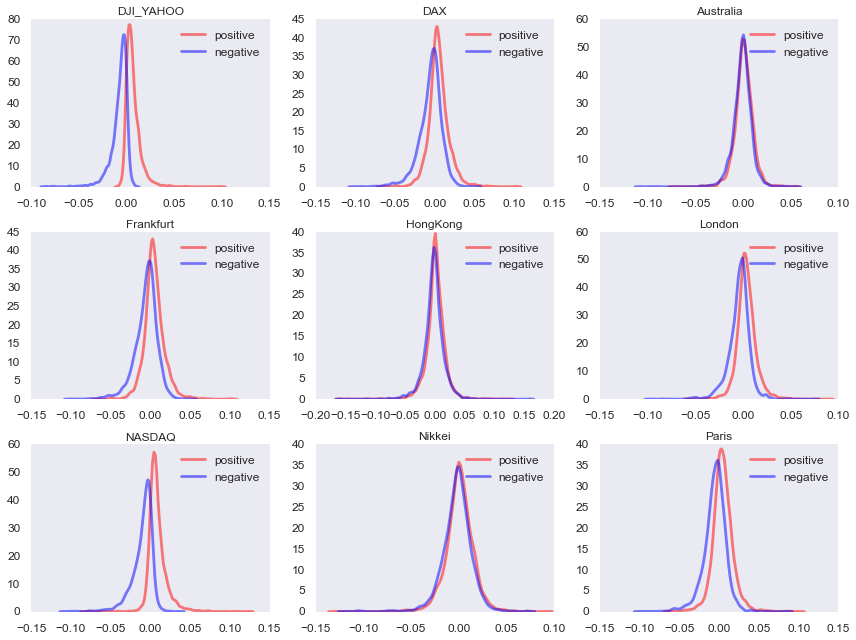 DJI_YAHOO
80
70
60
50
40
30
20
10
0
−0.10 −0.05 0.00 0.05 0.10 0.15
positive
negative
DAX
45
40
35
30
25
20
15
10
5
0
−0.15 −0.10 −0.05 0.00 0.05 0.10 0.15
positive
negative
Australia
60
50
40
30
20
10
0
−0.15 −0.10 −0.05 0.00 0.05 0.10
positive
negative
Frankfurt
45
40
35
30
25
20
15
10
5
0
−0.15 −0.10 −0.05 0.00 0.05 0.10 0.15
positive
negative
HongKong
40
35
30
25
20
15
10
5
0
−0.20 −0.15 −0.10 −0.05 0.00 0.05 0.10 0.15 0.20
positive
negative
London
60
50
40
30
20
10
0
−0.15 −0.10 −0.05 0.00 0.05 0.10
positive
negative
NASDAQ
60
50
40
30
20
10
0
−0.15 −0.10 −0.05 0.00 0.05 0.10 0.15
positive
negative
Nikkei
40
35
30
25
20
15
10
5
0
−0.15 −0.10 −0.05 0.00 0.05 0.10
positive
negative
Paris
40
35
30
25
20
15
10
5
0
−0.15 −0.10 −0.05 0.00 0.05 0.10 0.15
positive
negative